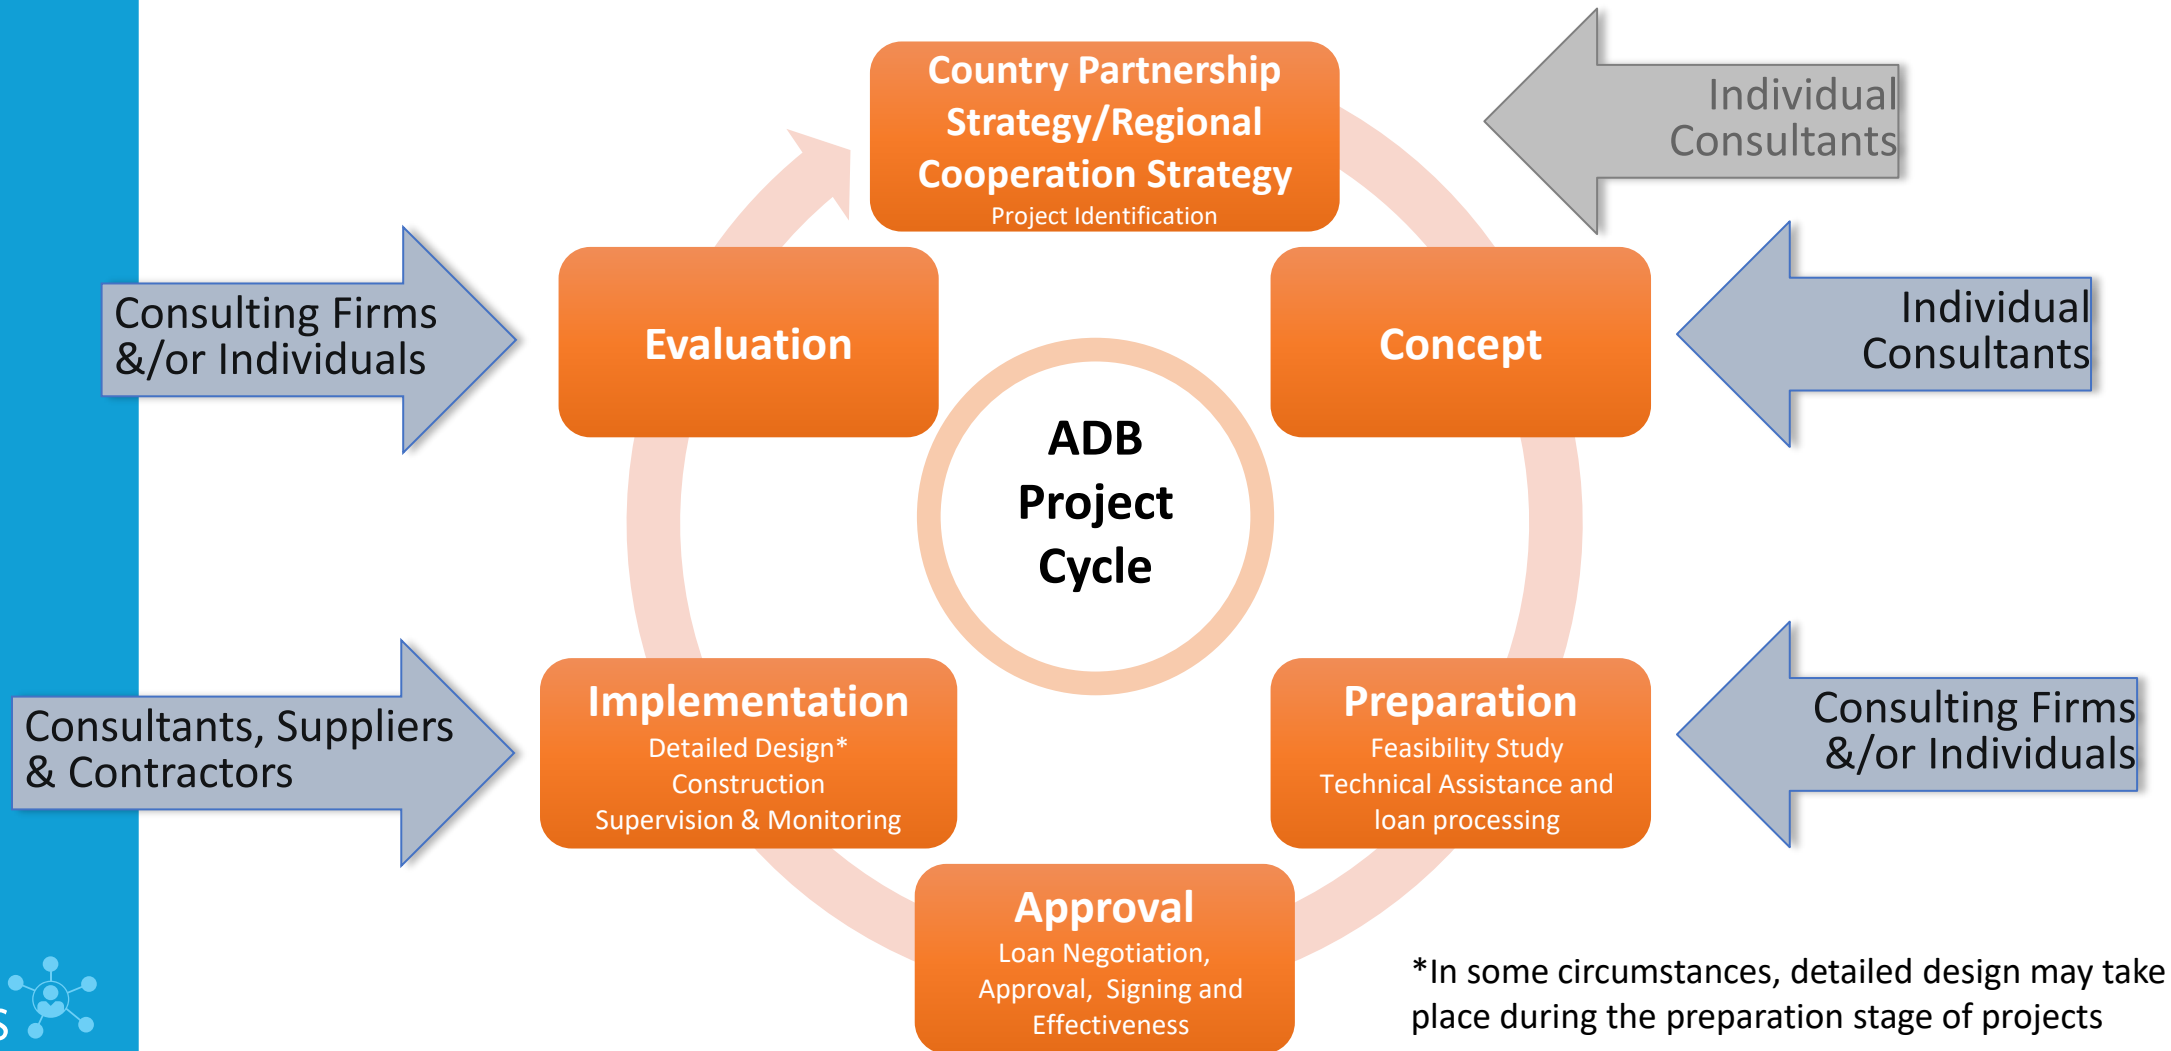 Country Partnership
Strategy/Regional
Cooperation Strategy
Project Identification
Individual
Consultants
Concept
Individual
Consultants
Preparation
Feasibility Study
Technical Assistance and
loan processing
Consulting Firms
&/or Individuals
Approval
Loan Negotiation,
Approval, Signing and
Effectiveness
Implementation
Detailed Design*
Construction
Supervision & Monitoring
Consultants, Suppliers
& Contractors
Evaluation
Consulting Firms
&/or Individuals
ADB
Project
Cycle
*In some circumstances, detailed design may take
place during the preparation stage of projects